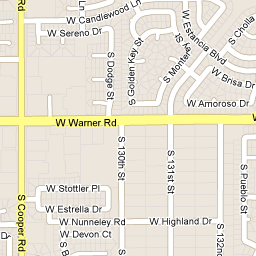 W Candlewood Ln
W Sereno Dr
Rd
S Dodge St
S Golden Key St
S Monterey St
W Estancia Blvd
S Cholla
W Brisa Dr
W Amoroso Dr
W Warner Rd
S 130th St
S 131st St
S Cooper Rd
W Stottler Pl
W Estrella Dr
W Nunneley Rd
W Devon Ct
W Highland Dr
S Pueblo St
S 132nd
S B